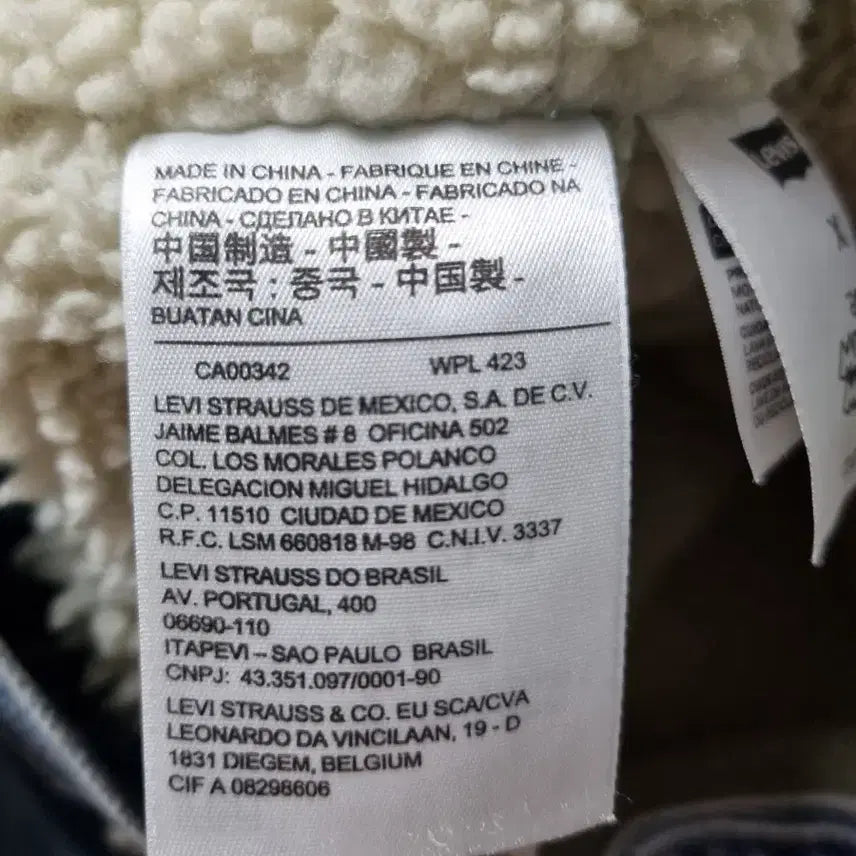 MADE IN CHINA - FABRIQUE EN CHINE -
FABRICADO EN CHINA - FABRICADO NA
CHINA - СДЕЛАНО В КИТАЕ -
中国制造 - 中國製 -
제조국 : 중국 - 中国製 -
BUATAN CINA
CA00342 WPL 423
LEVI STRAUSS DE MEXICO, S.A. DE C.V.
JAIME BALMES # 8 OFICINA 502
COL. LOS MORALES POLANCO
DELEGACION MIGUEL HIDALGO
C.P. 11510 CIUDAD DE MEXICO
R.F.C. LSM 660818 M-98 C.N.I.V. 3337
LEVI STRAUSS DO BRASIL
AV. PORTUGAL, 400
06690-110
ITAPEVI – SAO PAULO BRASIL
CNPJ: 43.351.097/0001-90
LEVI STRAUSS & CO. EU SCA/CVA
LEONARDO DA VINCILAAN, 19 - D
1831 DIEGEM, BELGIUM
CIF A 08298606
Levi's